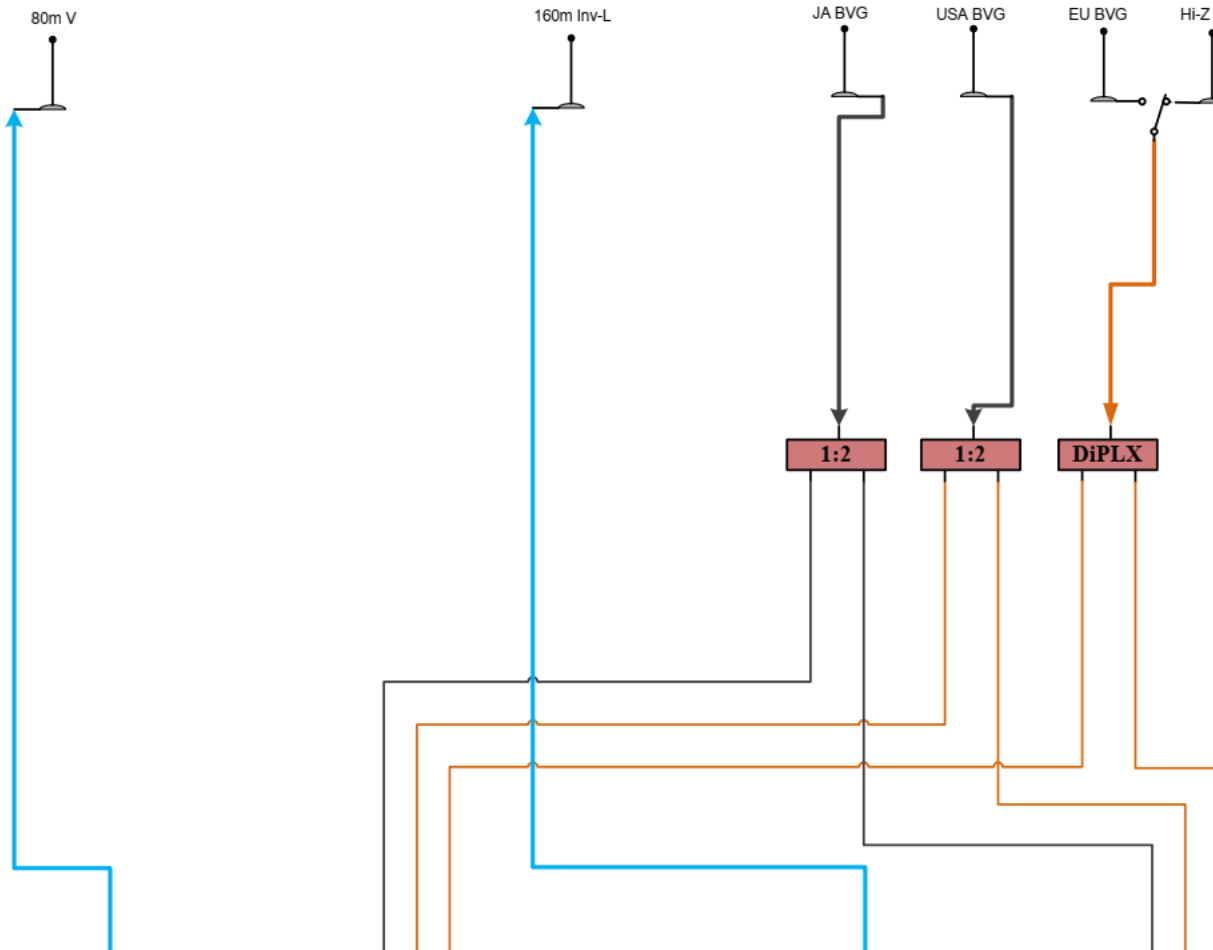 80m V
160m Inv-L
JA BVG
USA BVG
EU BVG
Hi-Z
1:2
1:2
DiPLX